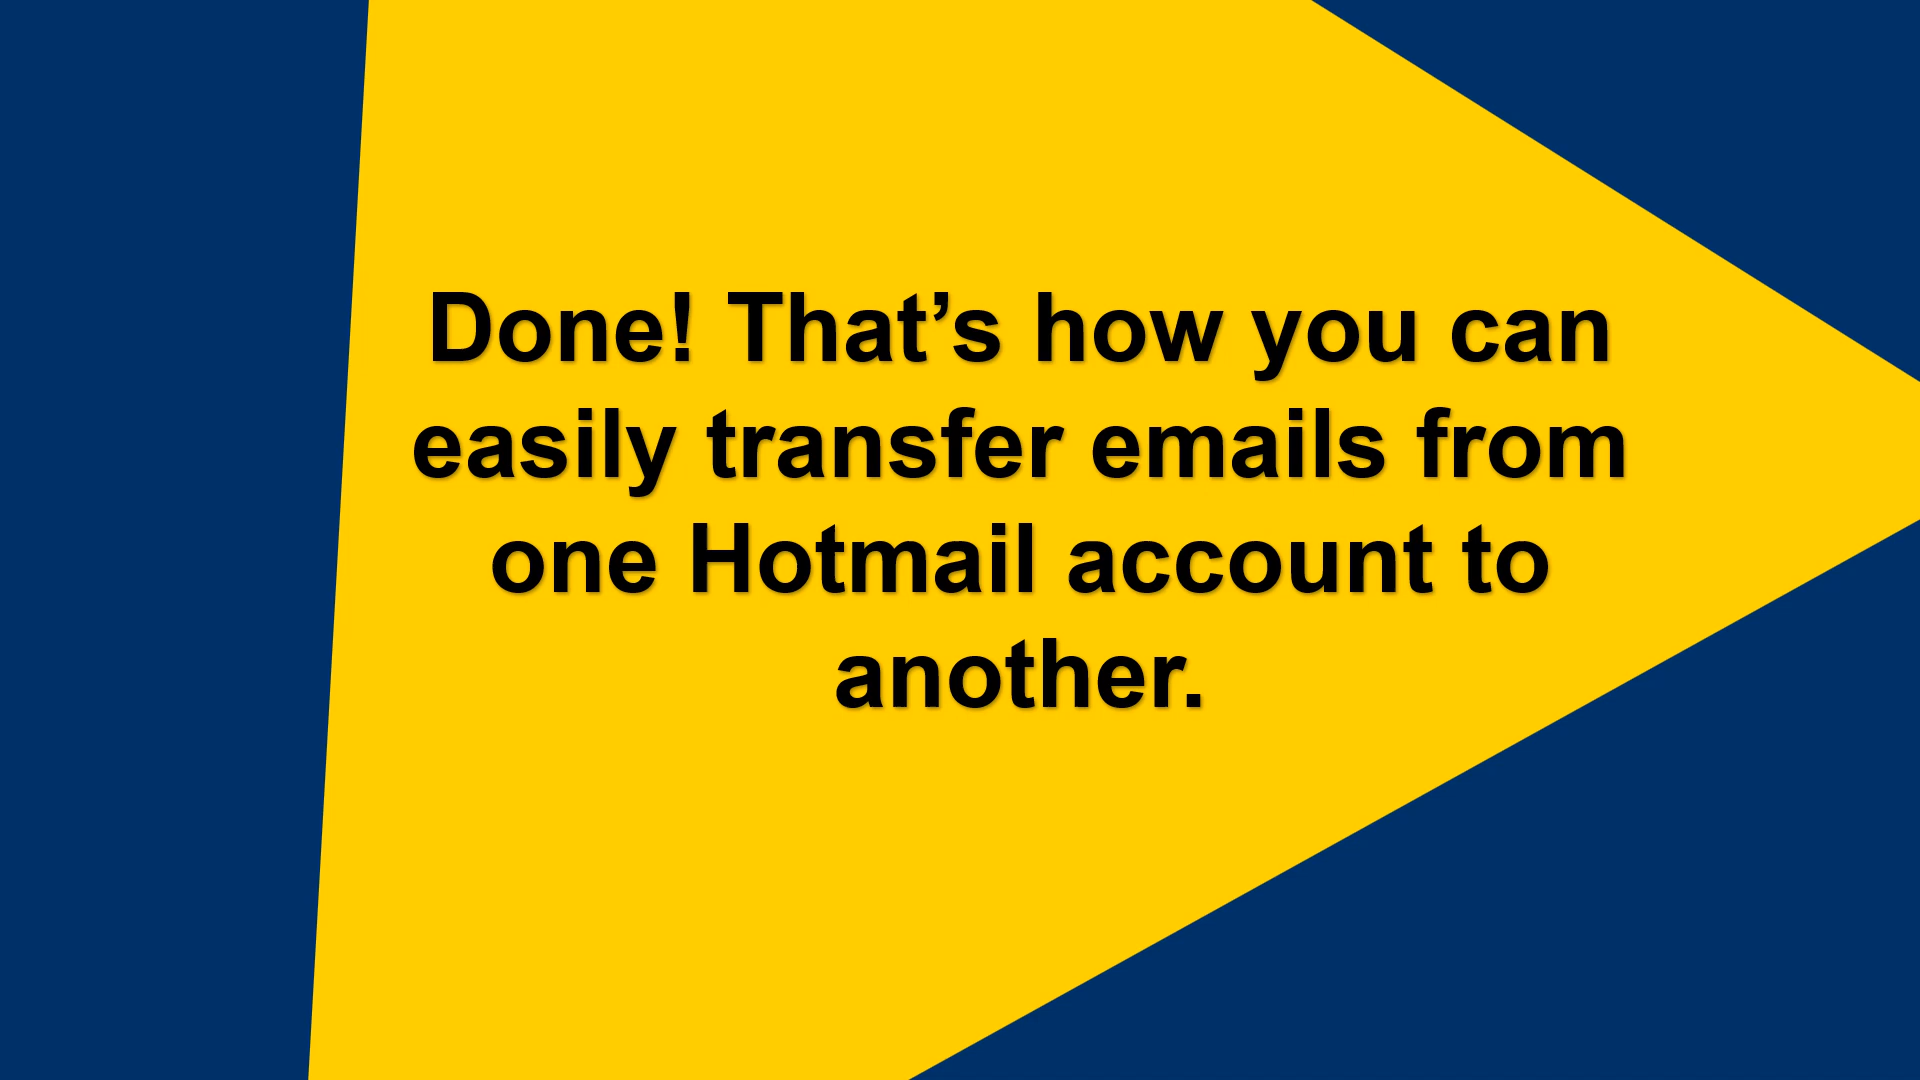 Done! That’s how you can
easily transfer emails from
one Hotmail account to
another.